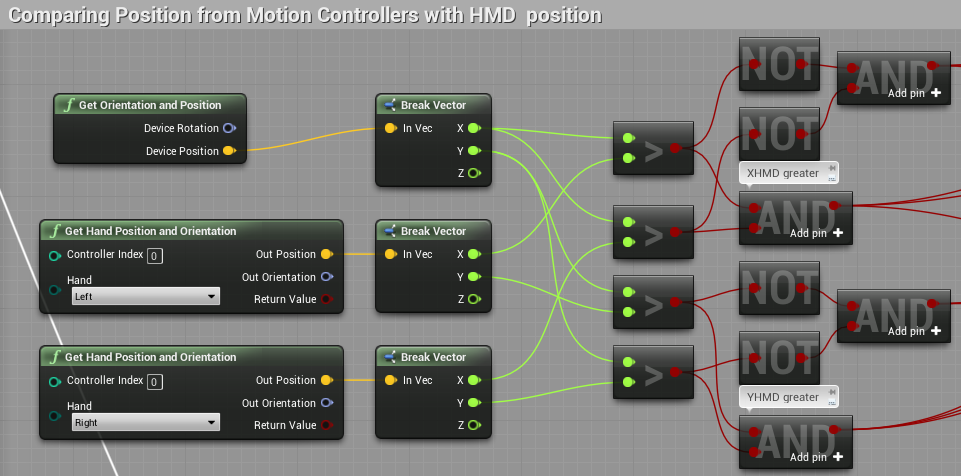 Comparing Position from Motion Controllers with HMD position
f Get Orientation and Position
Device Rotation
Device Position
Break Vector
In Vec X
Y
Z
f Get Hand Position and Orientation
Controller Index 0
Out Position
Hand
Left
Out Orientation
Return Value
Break Vector
In Vec X
Y
Z
f Get Hand Position and Orientation
Controller Index 0
Out Position
Hand
Right
Out Orientation
Return Value
Break Vector
In Vec X
Y
Z
>
>
>
>
NOT
AND
Add pin +
NOT
XHMD greater
AND
Add pin +
NOT
AND
Add pin +
NOT
YHMD greater
AND
Add pin +